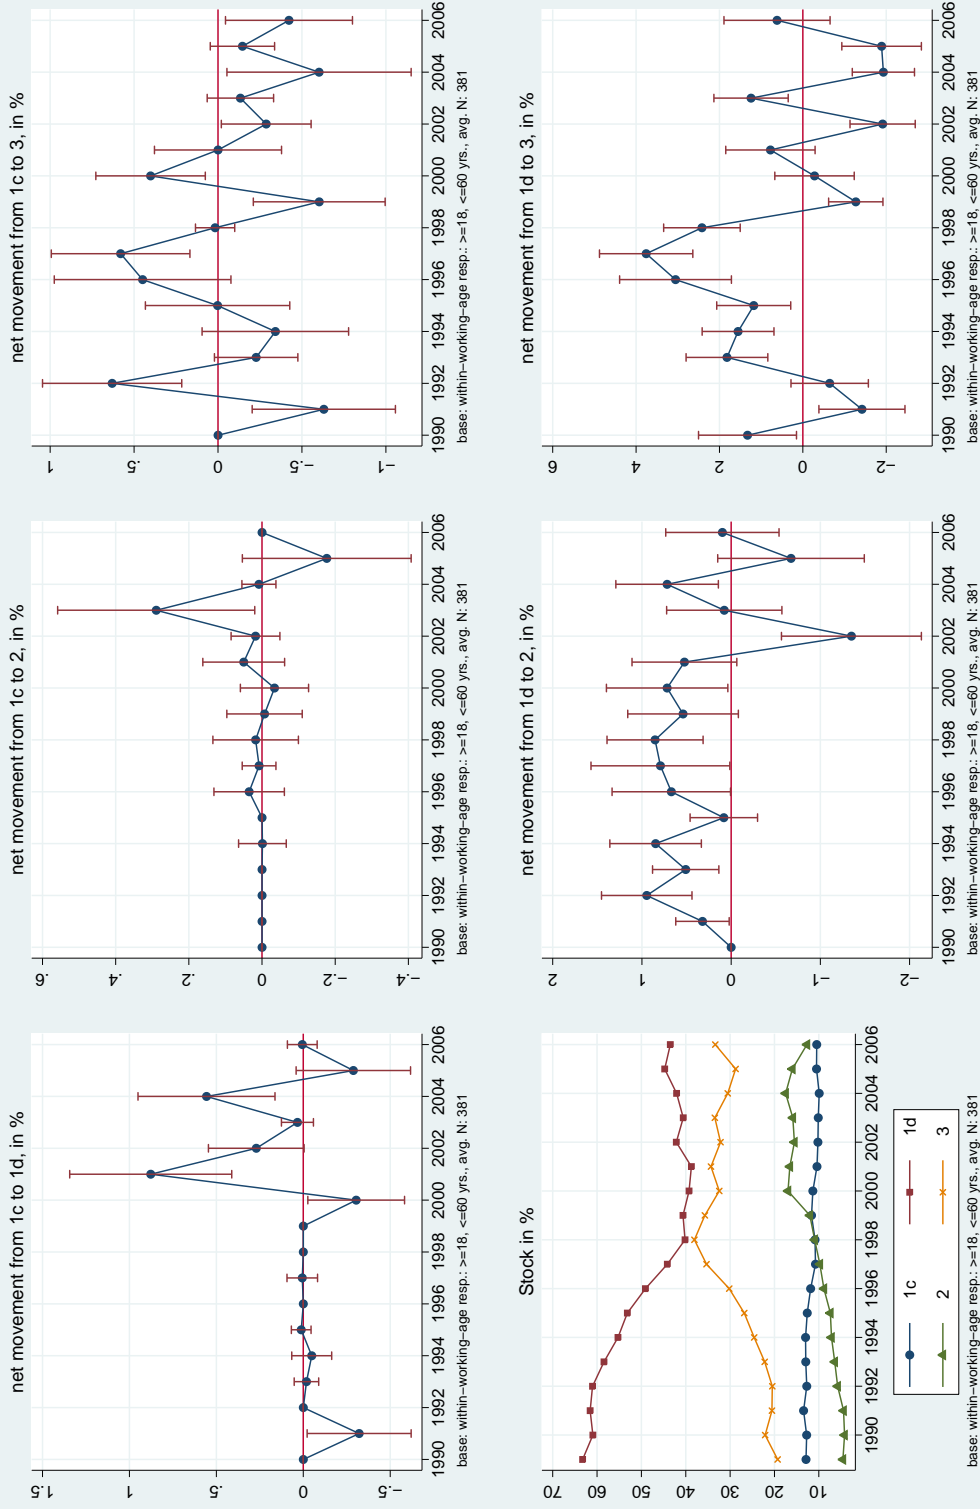 net movement from 1c to 1d, in %
1.5
1
.5
0
−.5
1990 1992 1994 1996 1998 2000 2002 2004 2006
base: within−working−age resp.: >=18, <=60 yrs., avg. N: 381
net movement from 1c to 2, in %
.6
.4
.2
0
−.2
−.4
1990 1992 1994 1996 1998 2000 2002 2004 2006
base: within−working−age resp.: >=18, <=60 yrs., avg. N: 381
net movement from 1c to 3, in %
1
.5
0
−.5
−1
1990 1992 1994 1996 1998 2000 2002 2004 2006
base: within−working−age resp.: >=18, <=60 yrs., avg. N: 381
Stock in %
70
60
50
40
30
20
10
1990 1992 1994 1996 1998 2000 2002 2004 2006
1c 1d
2 3
base: within−working−age resp.: >=18, <=60 yrs., avg. N: 381
net movement from 1d to 2, in %
2
1
0
−1
−2
1990 1992 1994 1996 1998 2000 2002 2004 2006
base: within−working−age resp.: >=18, <=60 yrs., avg. N: 381
net movement from 1d to 3, in %
6
4
2
0
−2
1990 1992 1994 1996 1998 2000 2002 2004 2006
base: within−working−age resp.: >=18, <=60 yrs., avg. N: 381